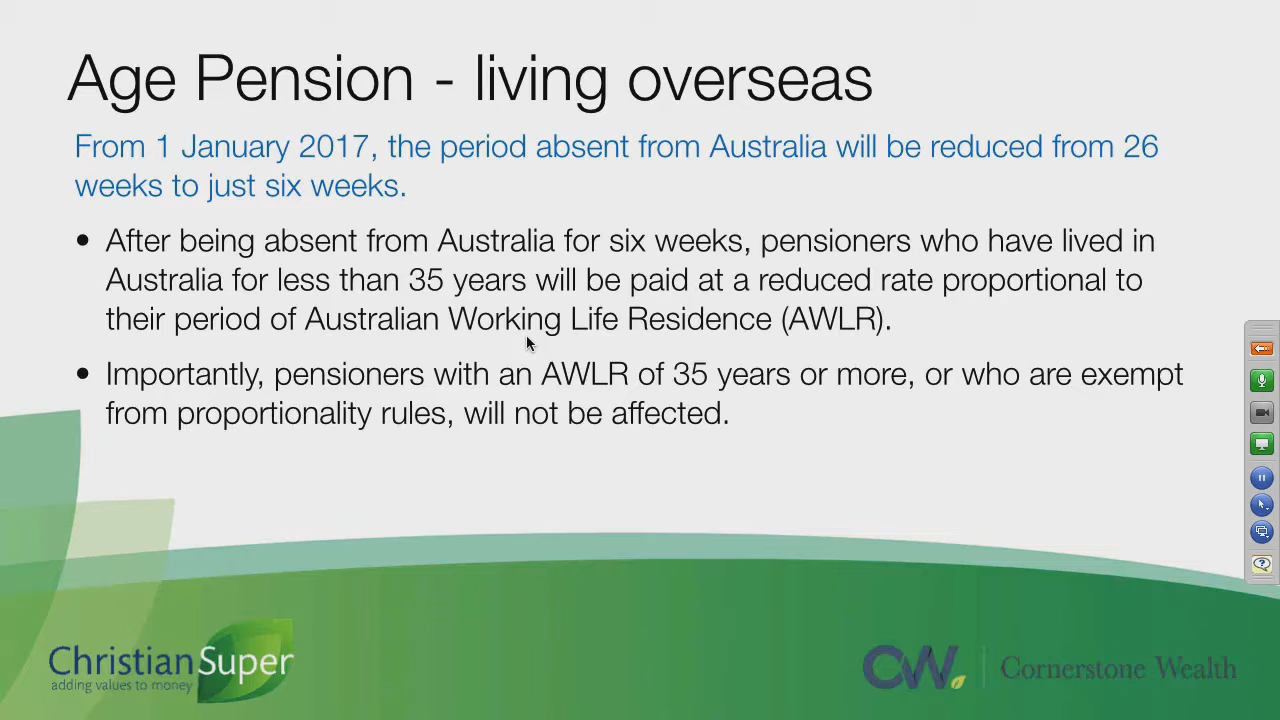 Age Pension - living overseas
From 1 January 2017, the period absent from Australia will be reduced from 26
weeks to just six weeks.
• After being absent from Australia for six weeks, pensioners who have lived in
Australia for less than 35 years will be paid at a reduced rate proportional to
their period of Australian Working Life Residence (AWLR).
• Importantly, pensioners with an AWLR of 35 years or more, or who are exempt
from proportionality rules, will not be affected.
ChristianSuper
adding values to money
CW
Cornerstone Wealth